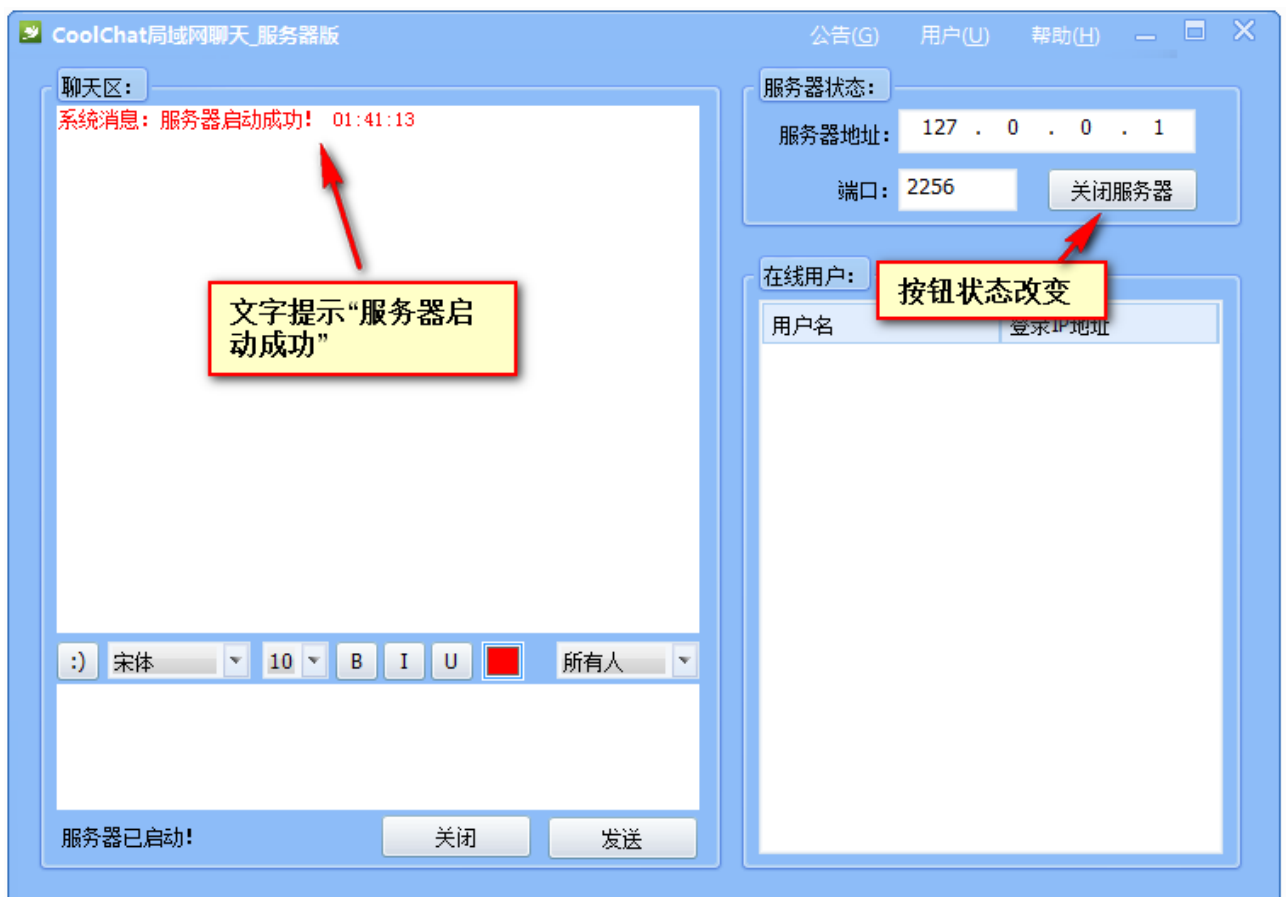 CoolChat局域网聊天_服务器版 公告(G) 用户(U) 帮助(H)
聊天区：
系统消息：服务器启动成功！ 01:41:13
文字提示“服务器启
动成功”
:) 宋体 10 B I U 所有人
服务器已启动！ 关闭 发送
服务器状态：
服务器地址： 127 . 0 . 0 . 1
端口： 2256 关闭服务器
按钮状态改变
在线用户：
用户名 登录IP地址